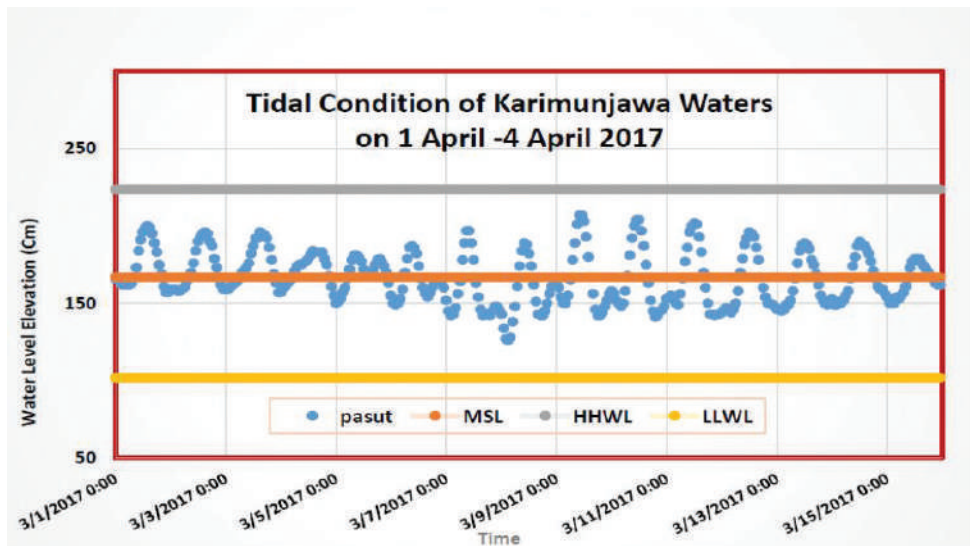 Tidal Condition of Karimunjawa Waters
on 1 April -4 April 2017
250
150
50
Water Level Elevation (Cm)
pasut MSL HHWL LLWL
3/1/2017 0:00
3/3/2017 0:00
3/5/2017 0:00
3/7/2017 0:00
3/9/2017 0:00
3/11/2017 0:00
3/13/2017 0:00
3/15/2017 0:00
Time